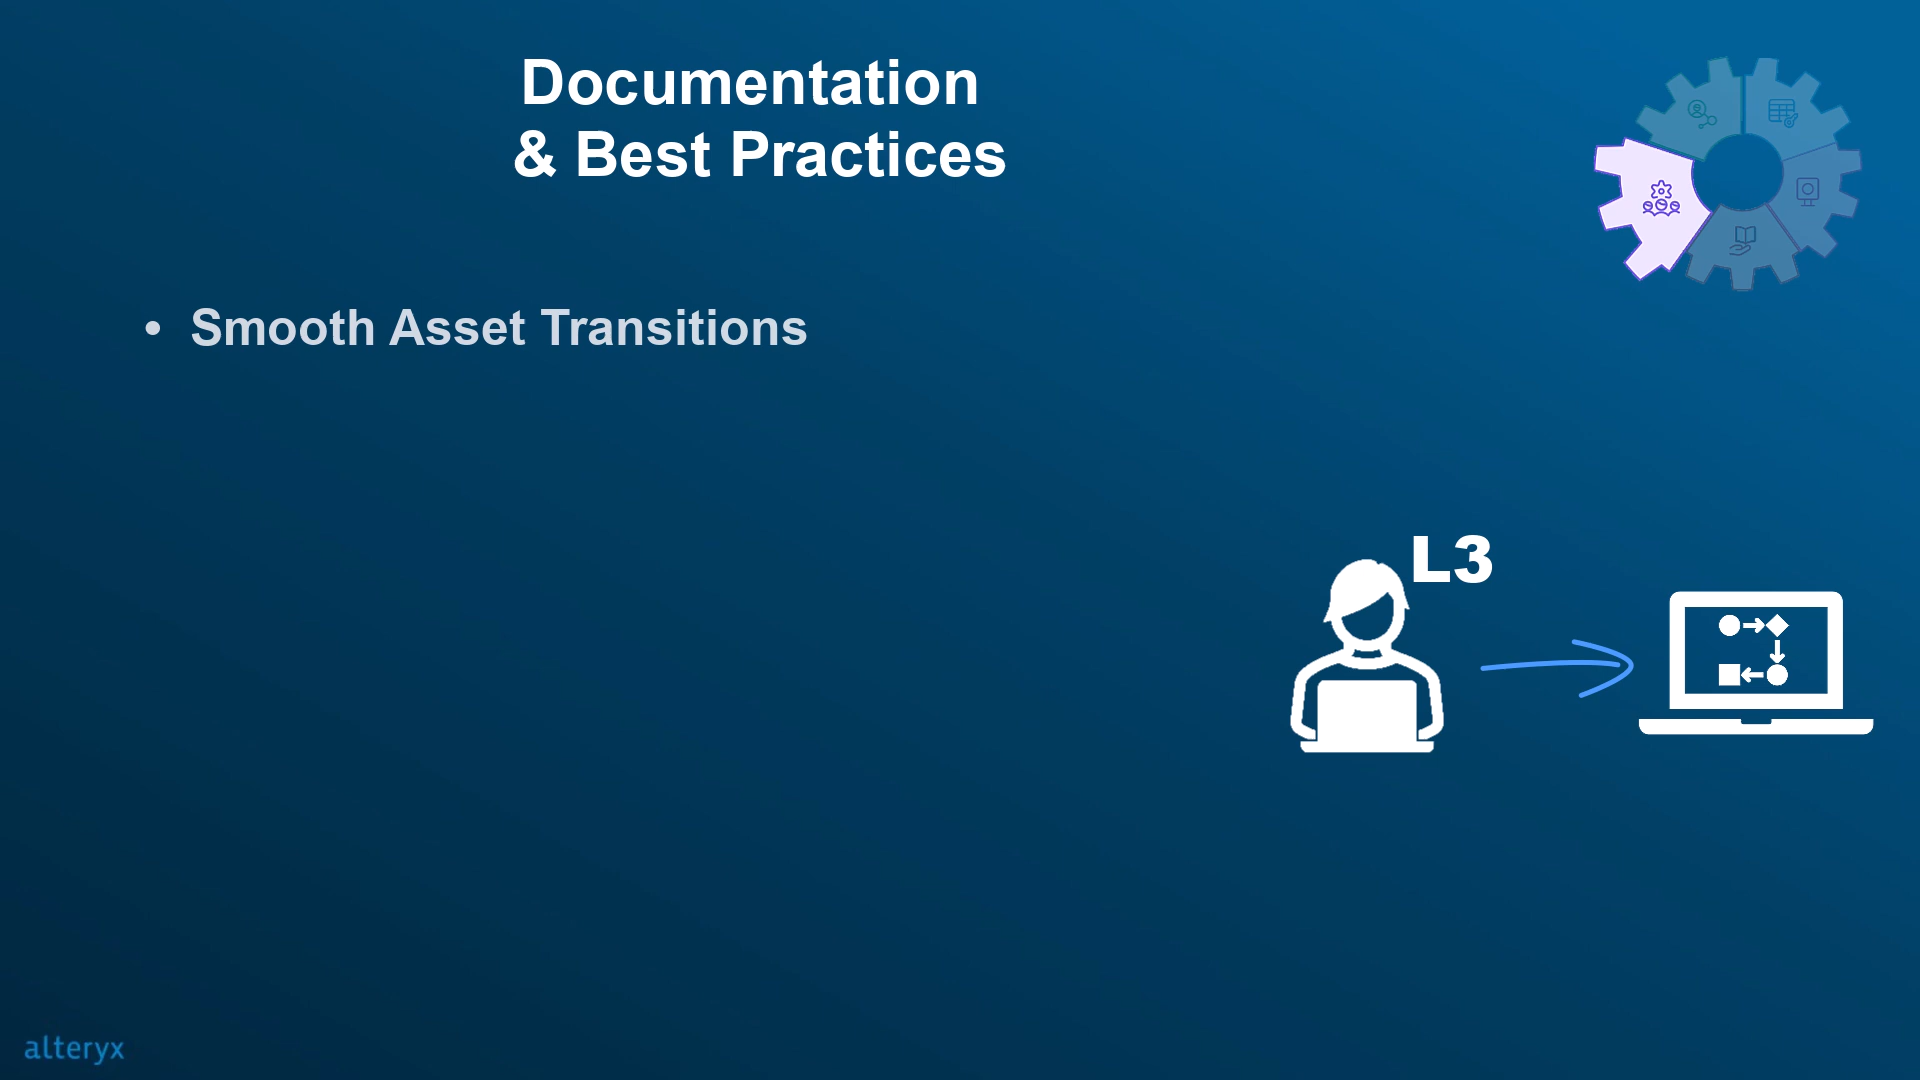 Documentation
& Best Practices
• Smooth Asset Transitions
L3
alteryx